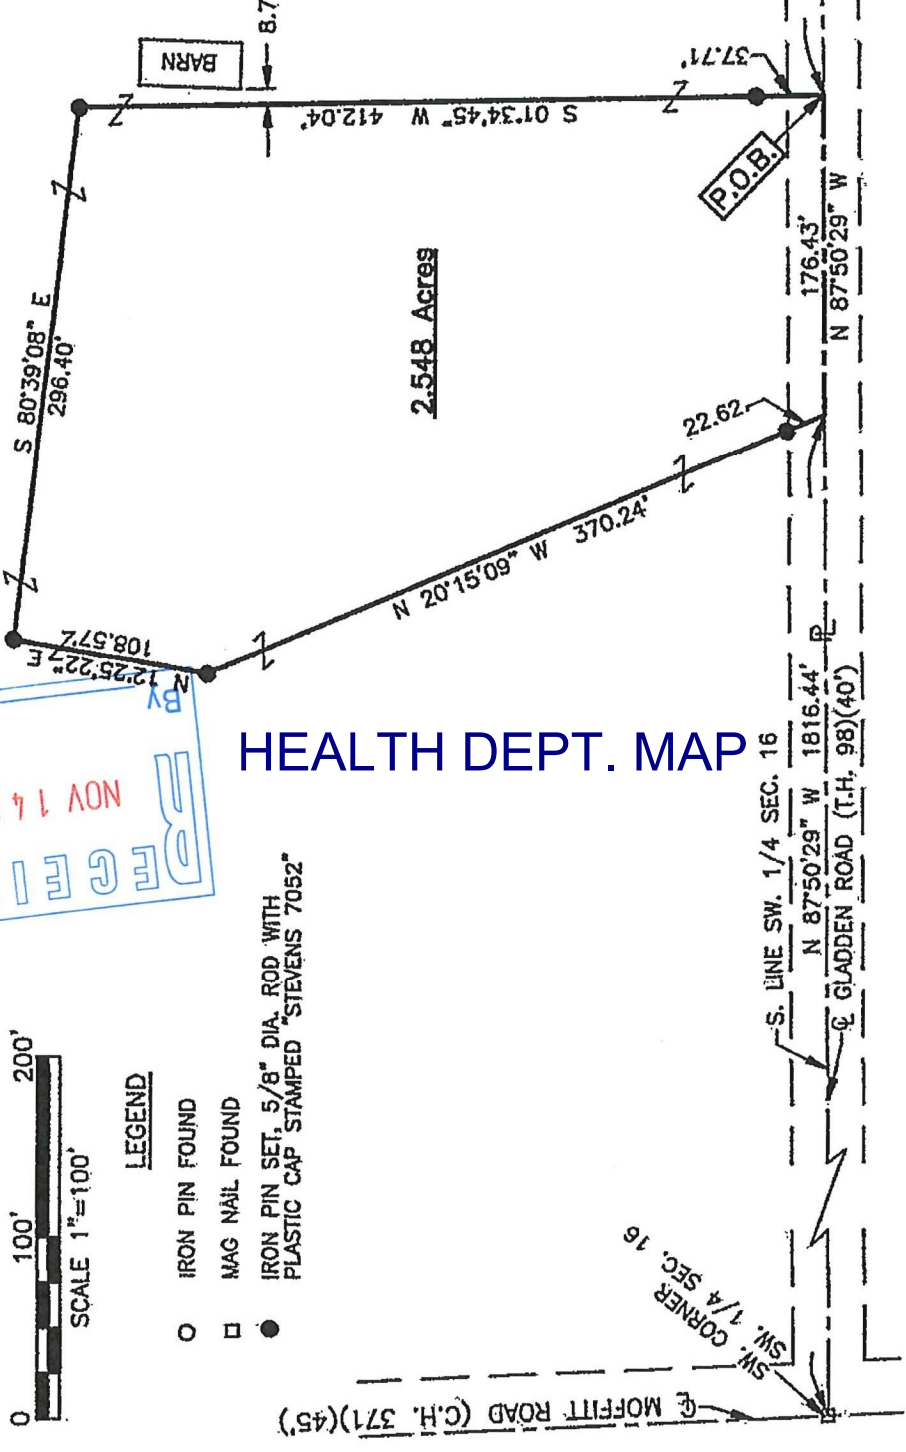 8.7
BARN
37.71'
S 01°34'45" W 412.04'
P.O.B.
176.43'
N 87°50'29" W
S 80°39'08" E
296.40'
2.548 Acres
22.62
N 20°15'09" W 370.24'
108.57'
N 12°25'22" E
By
NOV 14
RECEI
HEALTH DEPT. MAP
S. LINE SW. 1/4 SEC. 16
N 87°50'29" W 1816.44'
℄ GLADDEN ROAD (T.H. 98)(40')
PL
0 100' 200'
SCALE 1"=100'
LEGEND
IRON PIN FOUND
MAG NAIL FOUND
IRON PIN SET, 5/8" DIA. ROD WITH
PLASTIC CAP STAMPED "STEVENS 7052"
SW. CORNER
SW. 1/4 SEC. 16
℄ MOFFITT ROAD (C.H. 371)(45')